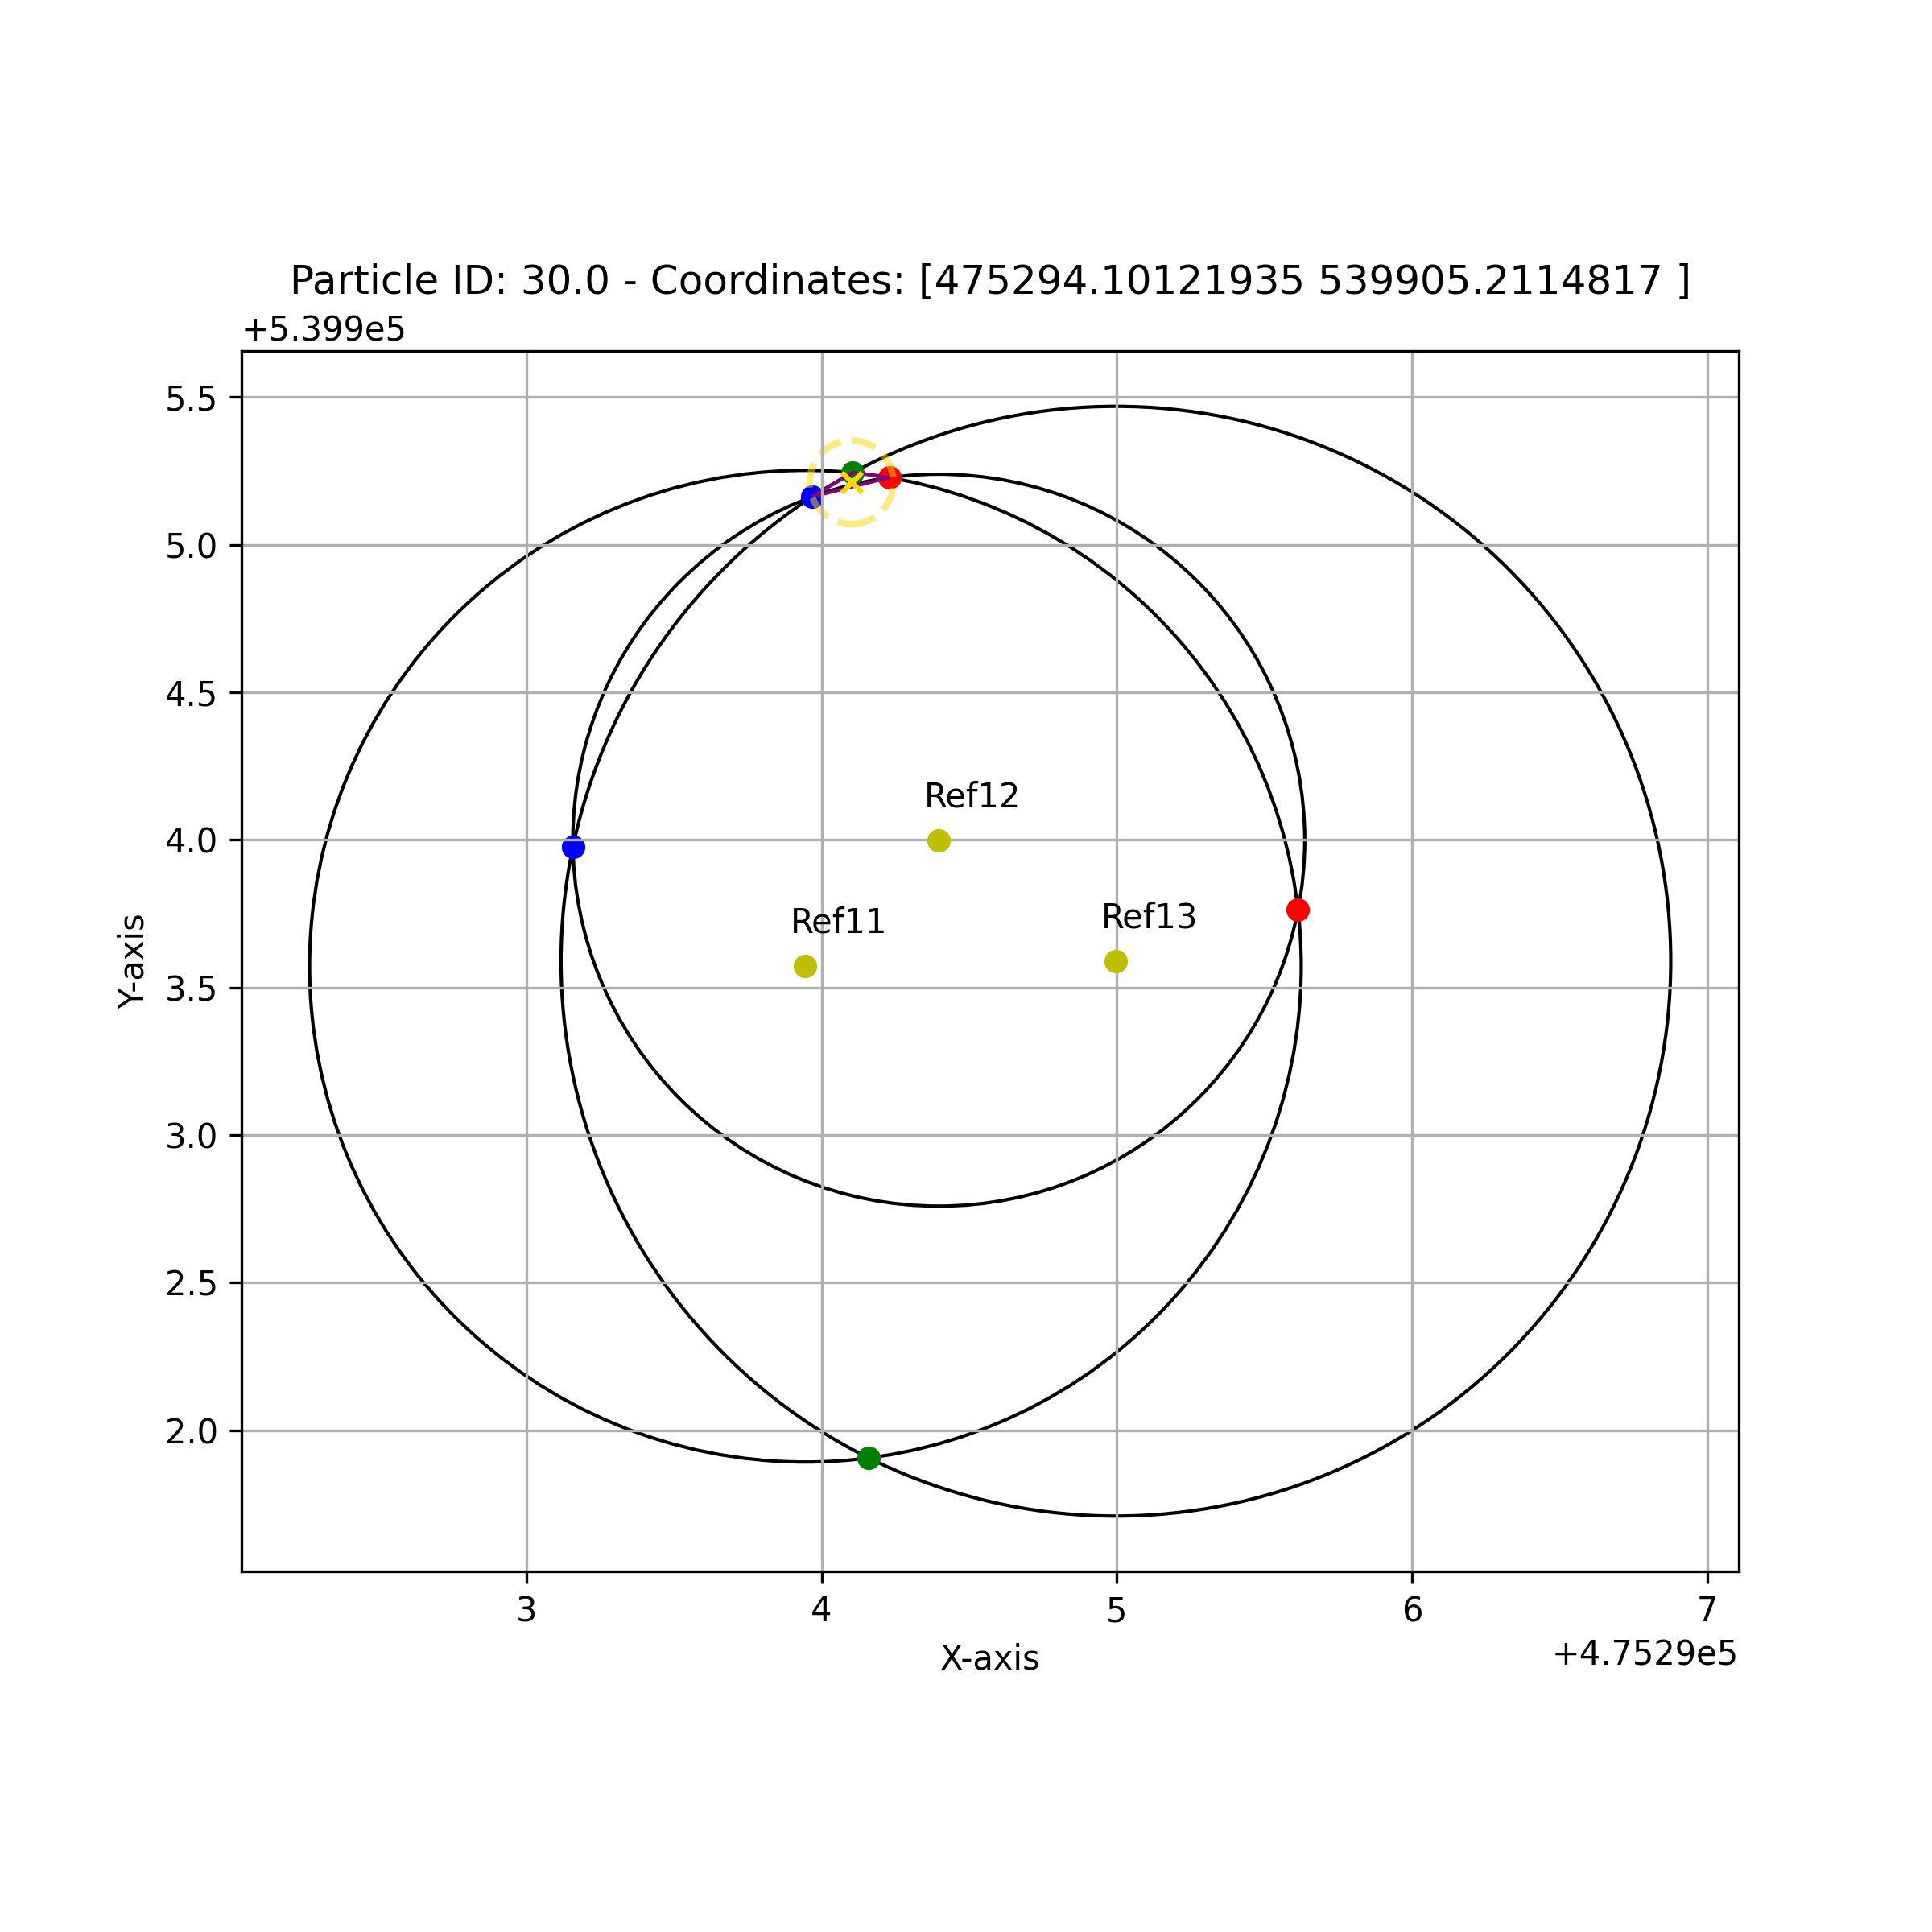 Particle ID: 30.0 - Coordinates: [475294.10121935 539905.2114817 ]
+5.399e5
5.5
5.0
4.5
4.0
3.5
3.0
2.5
2.0
Y-axis
Ref12
Ref11
Ref13
3 4 5 6 7
X-axis
+4.7529e5